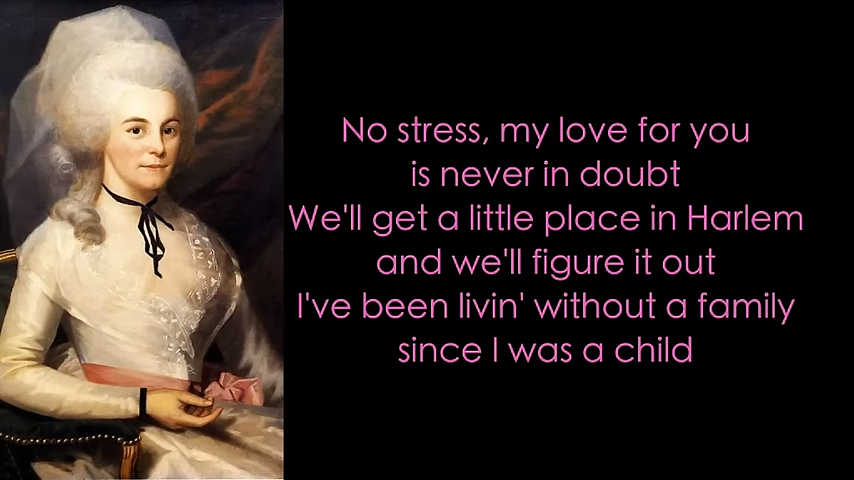 No stress, my love for you
is never in doubt
We'll get a little place in Harlem
and we'll figure it out
I've been livin' without a family
since I was a child